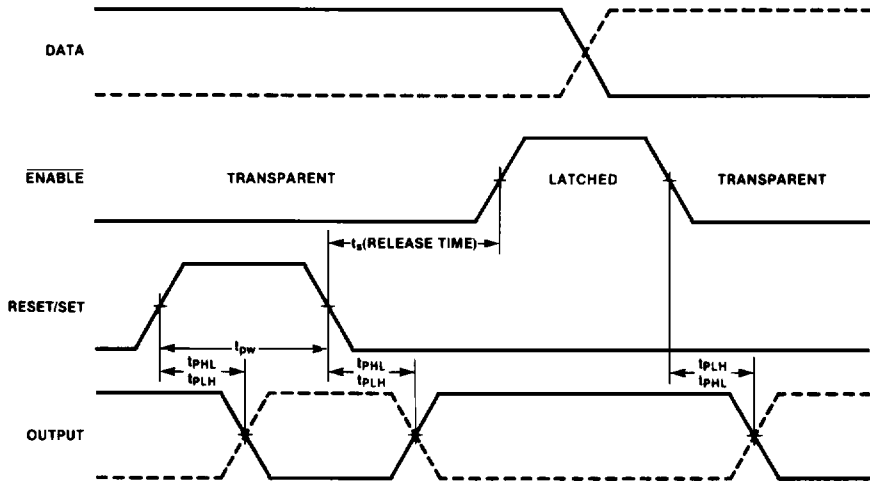 DATA
ENABLE
TRANSPARENT
LATCHED
TRANSPARENT
ts(RELEASE TIME)
RESET/SET
tpw
tPHL
tPLH
tPHL
tPLH
tPLH
tPHL
OUTPUT